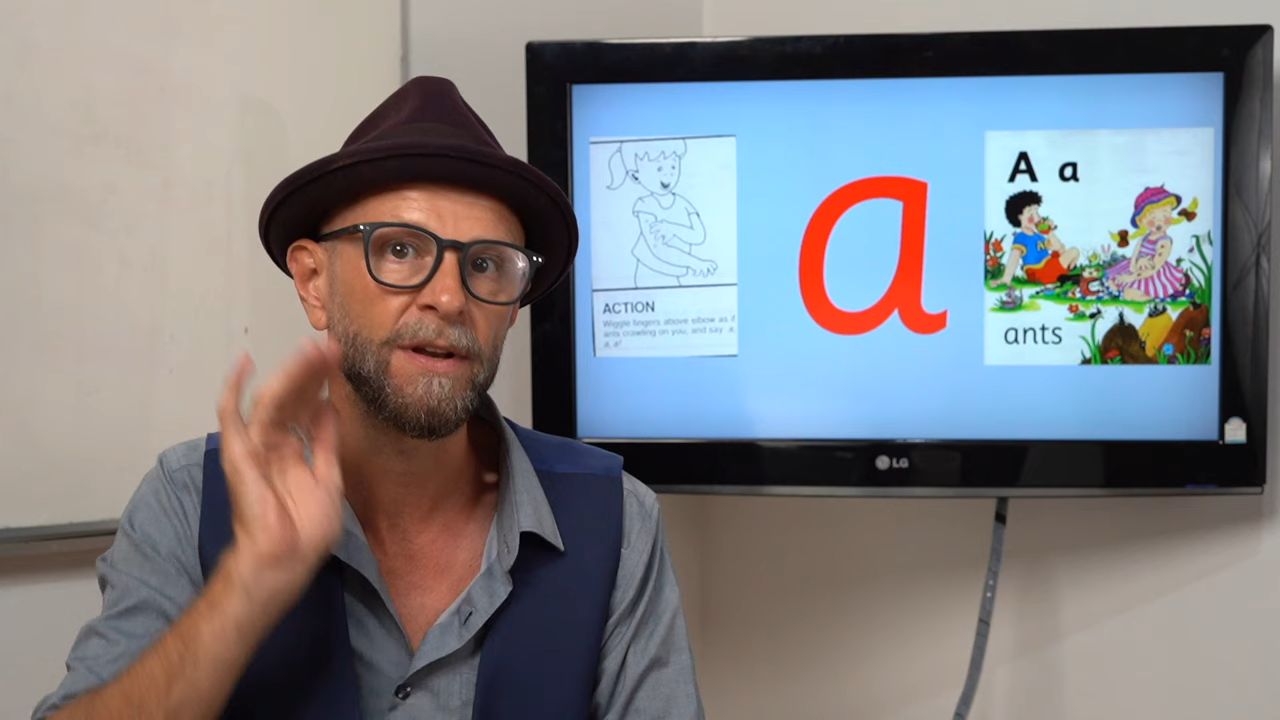 ACTION
Wiggle fingers above elbow as if
ants crawling on you, and say a,
a, a!
a
A a
ants
LG